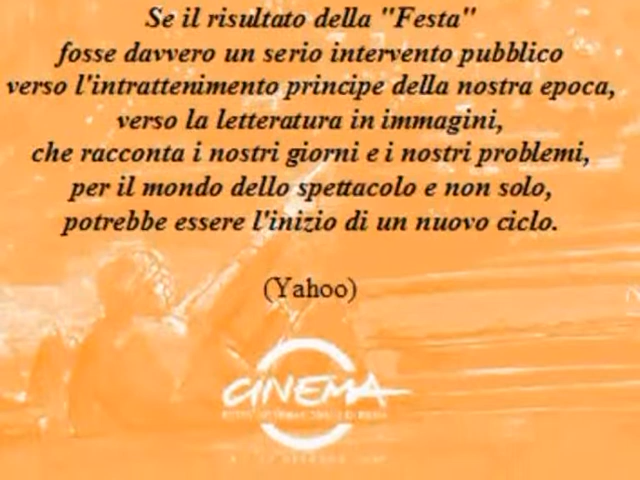 Se il risultato della "Festa"
fosse davvero un serio intervento pubblico
verso l'intrattenimento principe della nostra epoca,
verso la letteratura in immagini,
che racconta i nostri giorni e i nostri problemi,
per il mondo dello spettacolo e non solo,
potrebbe essere l'inizio di un nuovo ciclo.
(Yahoo)
CINEMA